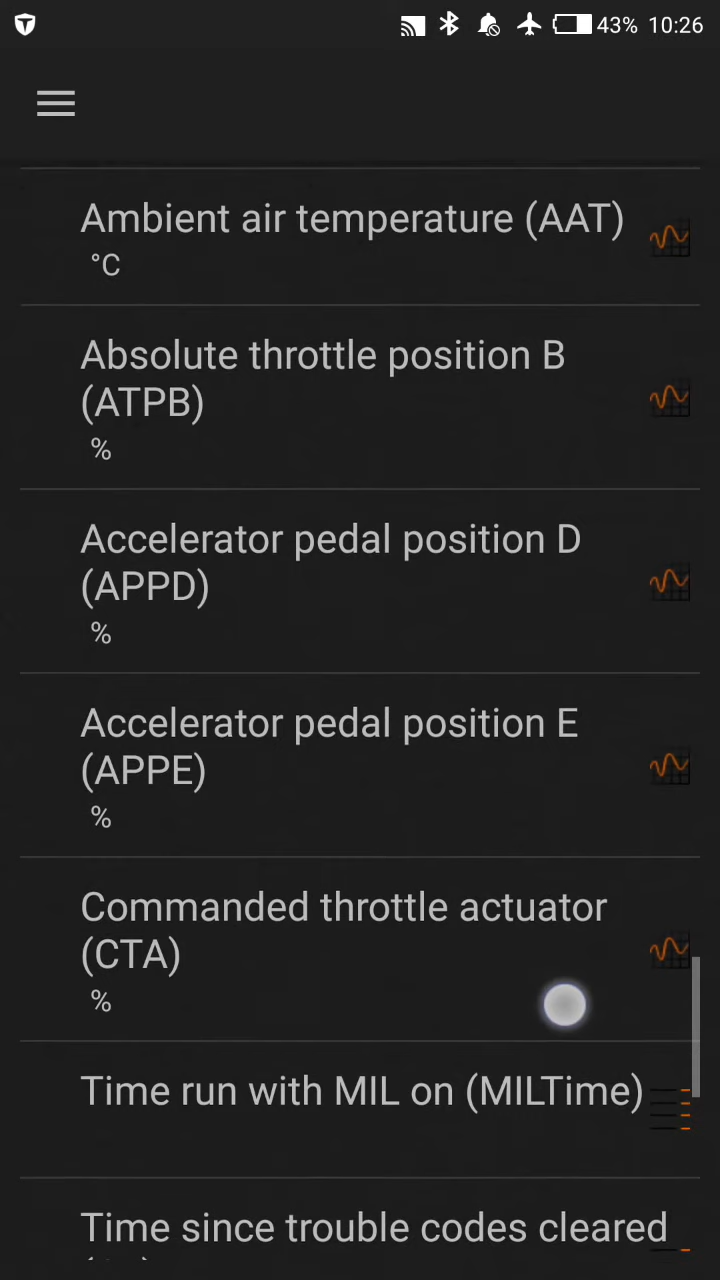 43% 10:26
Ambient air temperature (AAT)
°C
Absolute throttle position B
(ATPB)
%
Accelerator pedal position D
(APPD)
%
Accelerator pedal position E
(APPE)
%
Commanded throttle actuator
(CTA)
%
Time run with MIL on (MILTime)
Time since trouble codes cleared